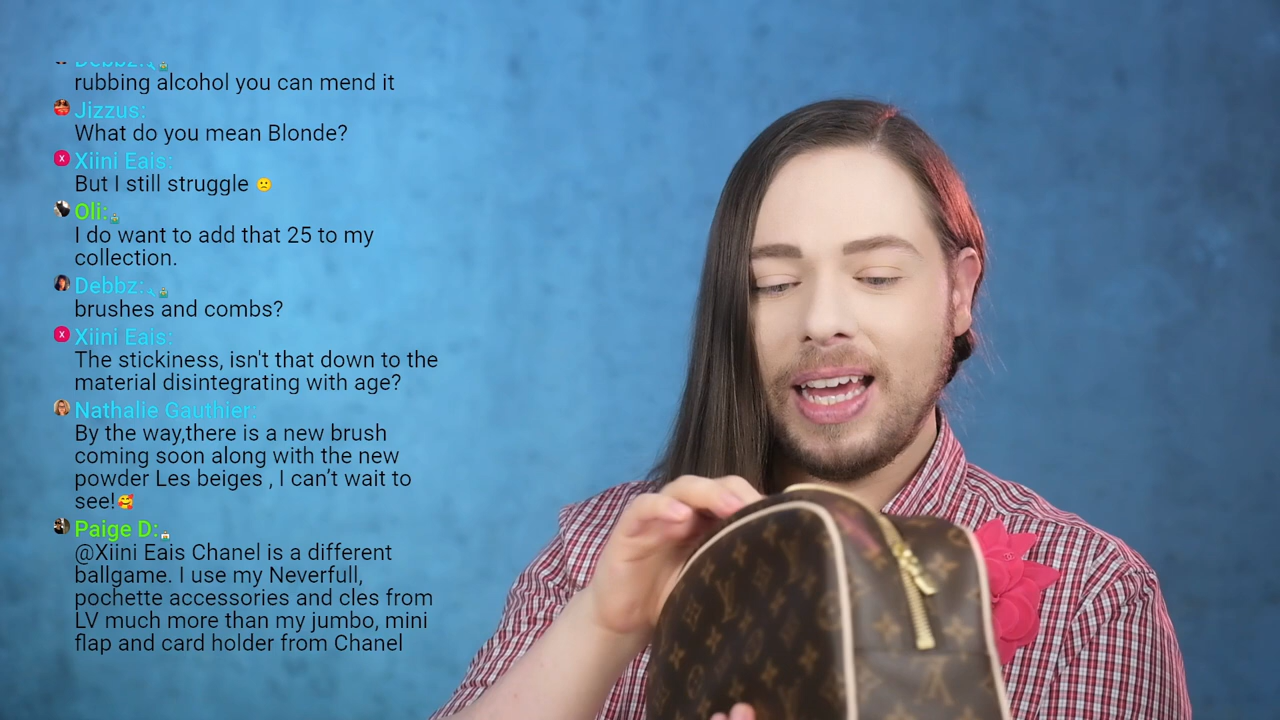 Debbz:
rubbing alcohol you can mend it
Jizzus:
What do you mean Blonde?
X Xiini Eais:
But I still struggle 🙁
Oli:
I do want to add that 25 to my
collection.
Debbz:
brushes and combs?
X Xiini Eais:
The stickiness, isn't that down to the
material disintegrating with age?
Nathalie Gauthier:
By the way,there is a new brush
coming soon along with the new
powder Les beiges , I can’t wait to
see!🥰
Paige D:
@Xiini Eais Chanel is a different
ballgame. I use my Neverfull,
pochette accessories and cles from
LV much more than my jumbo, mini
flap and card holder from Chanel